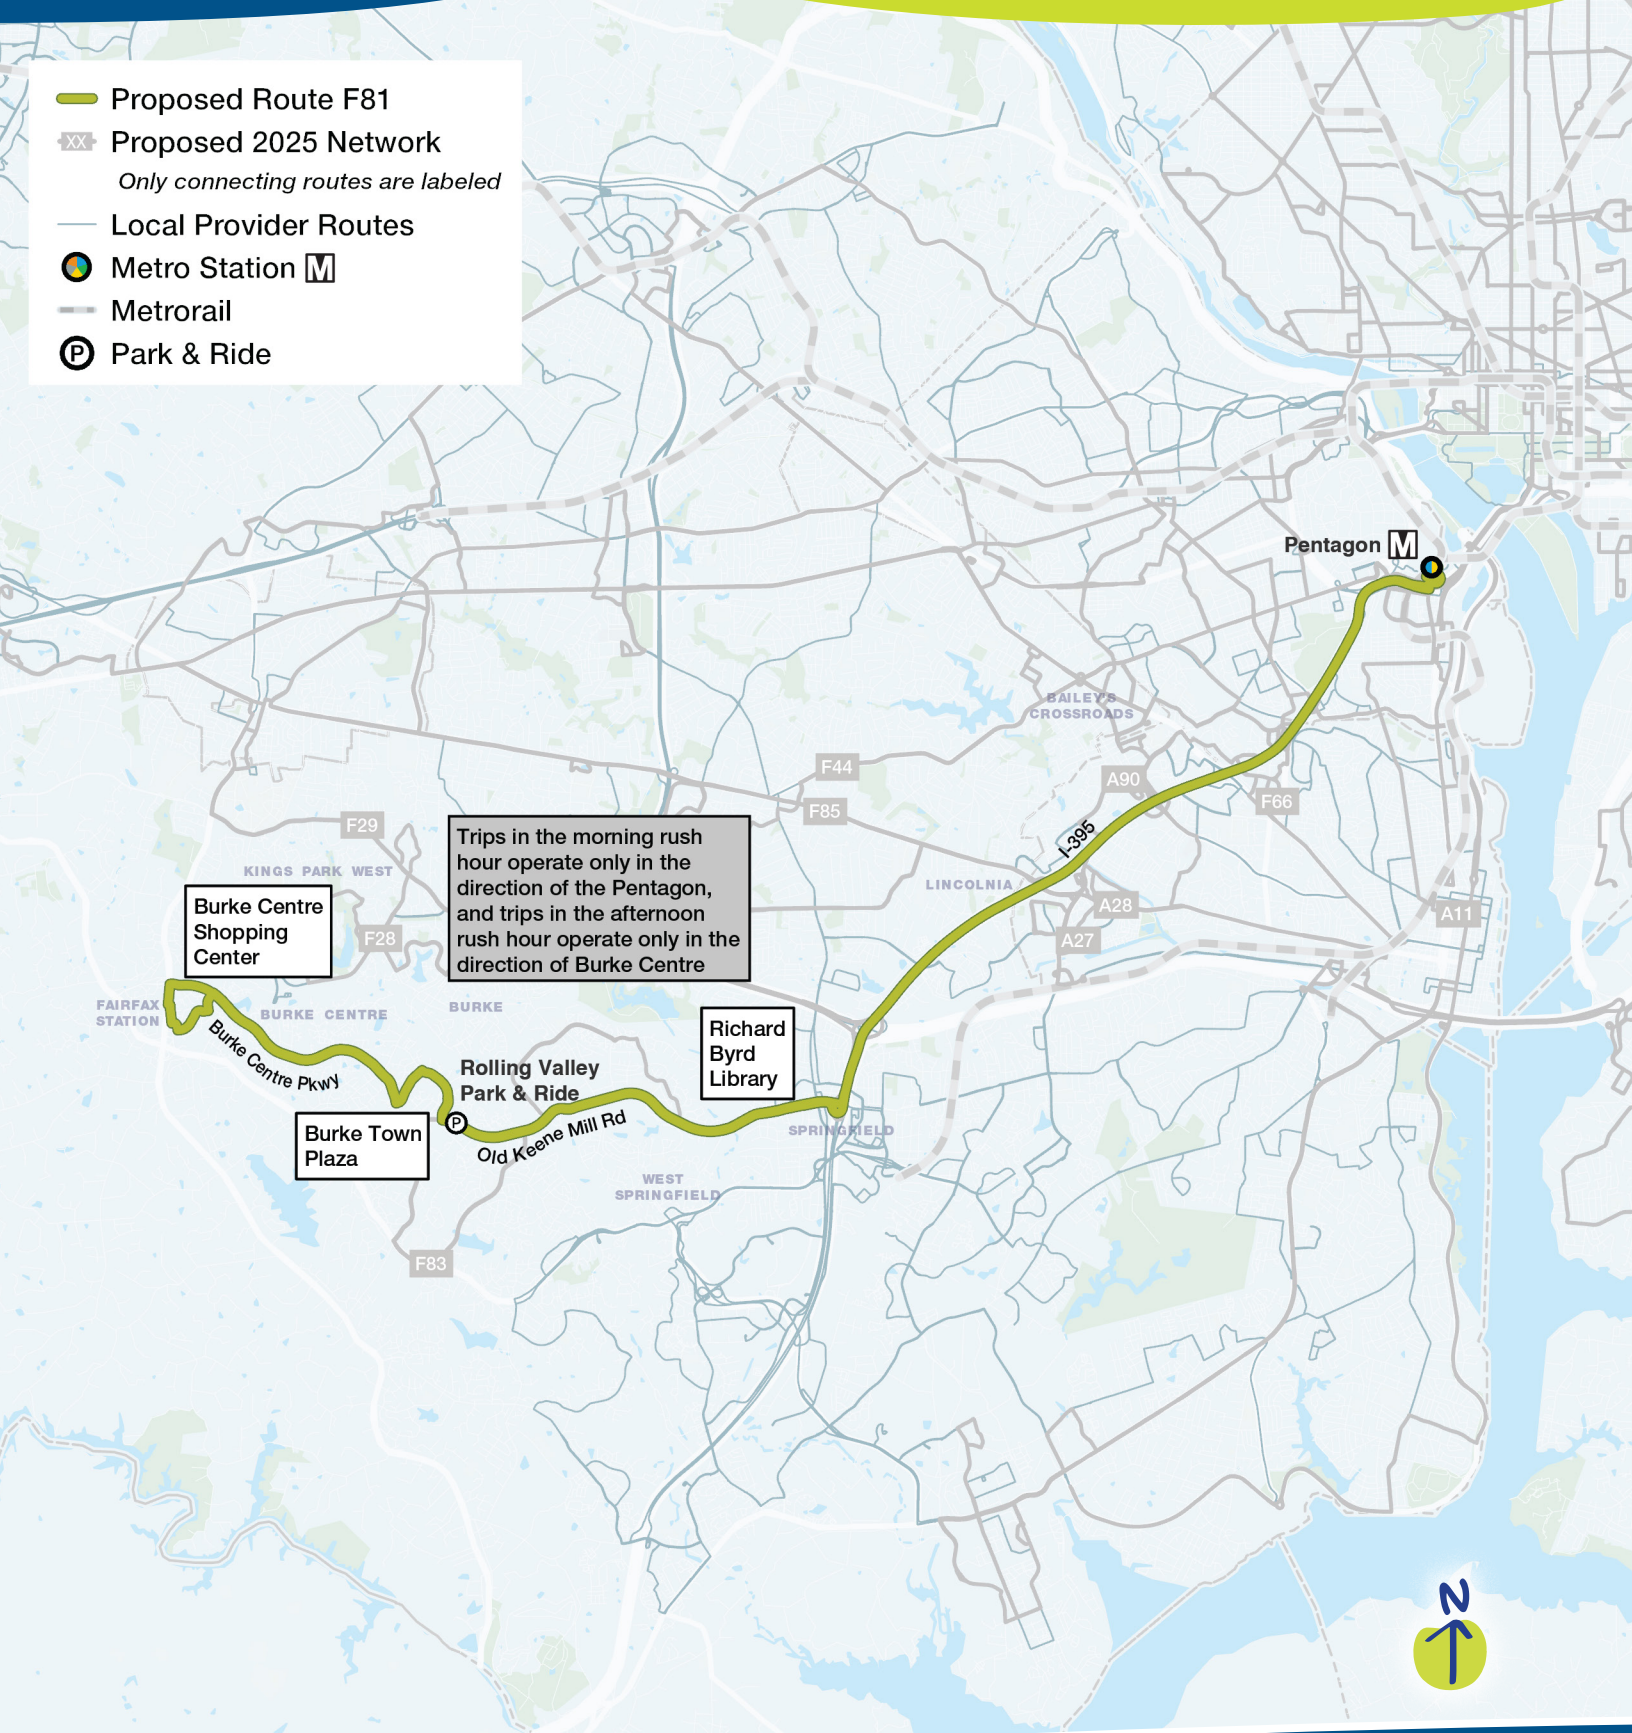 Proposed Route F81
XX Proposed 2025 Network
Only connecting routes are labeled
Local Provider Routes
Metro Station M
Metrorail
P Park & Ride
Pentagon M
BAILEY'S
CROSSROADS
F44
A90
F66
F85
F29
I-395
Trips in the morning rush
hour operate only in the
direction of the Pentagon,
and trips in the afternoon
rush hour operate only in the
direction of Burke Centre
KINGS PARK WEST
LINCOLNIA
Burke Centre
Shopping
Center
A28
A11
F28
A27
FAIRFAX
STATION
BURKE CENTRE
BURKE
Burke Centre Pkwy
Richard
Byrd
Library
Rolling Valley
Park & Ride
P
Old Keene Mill Rd
Burke Town
Plaza
SPRINGFIELD
WEST
SPRINGFIELD
F83
N